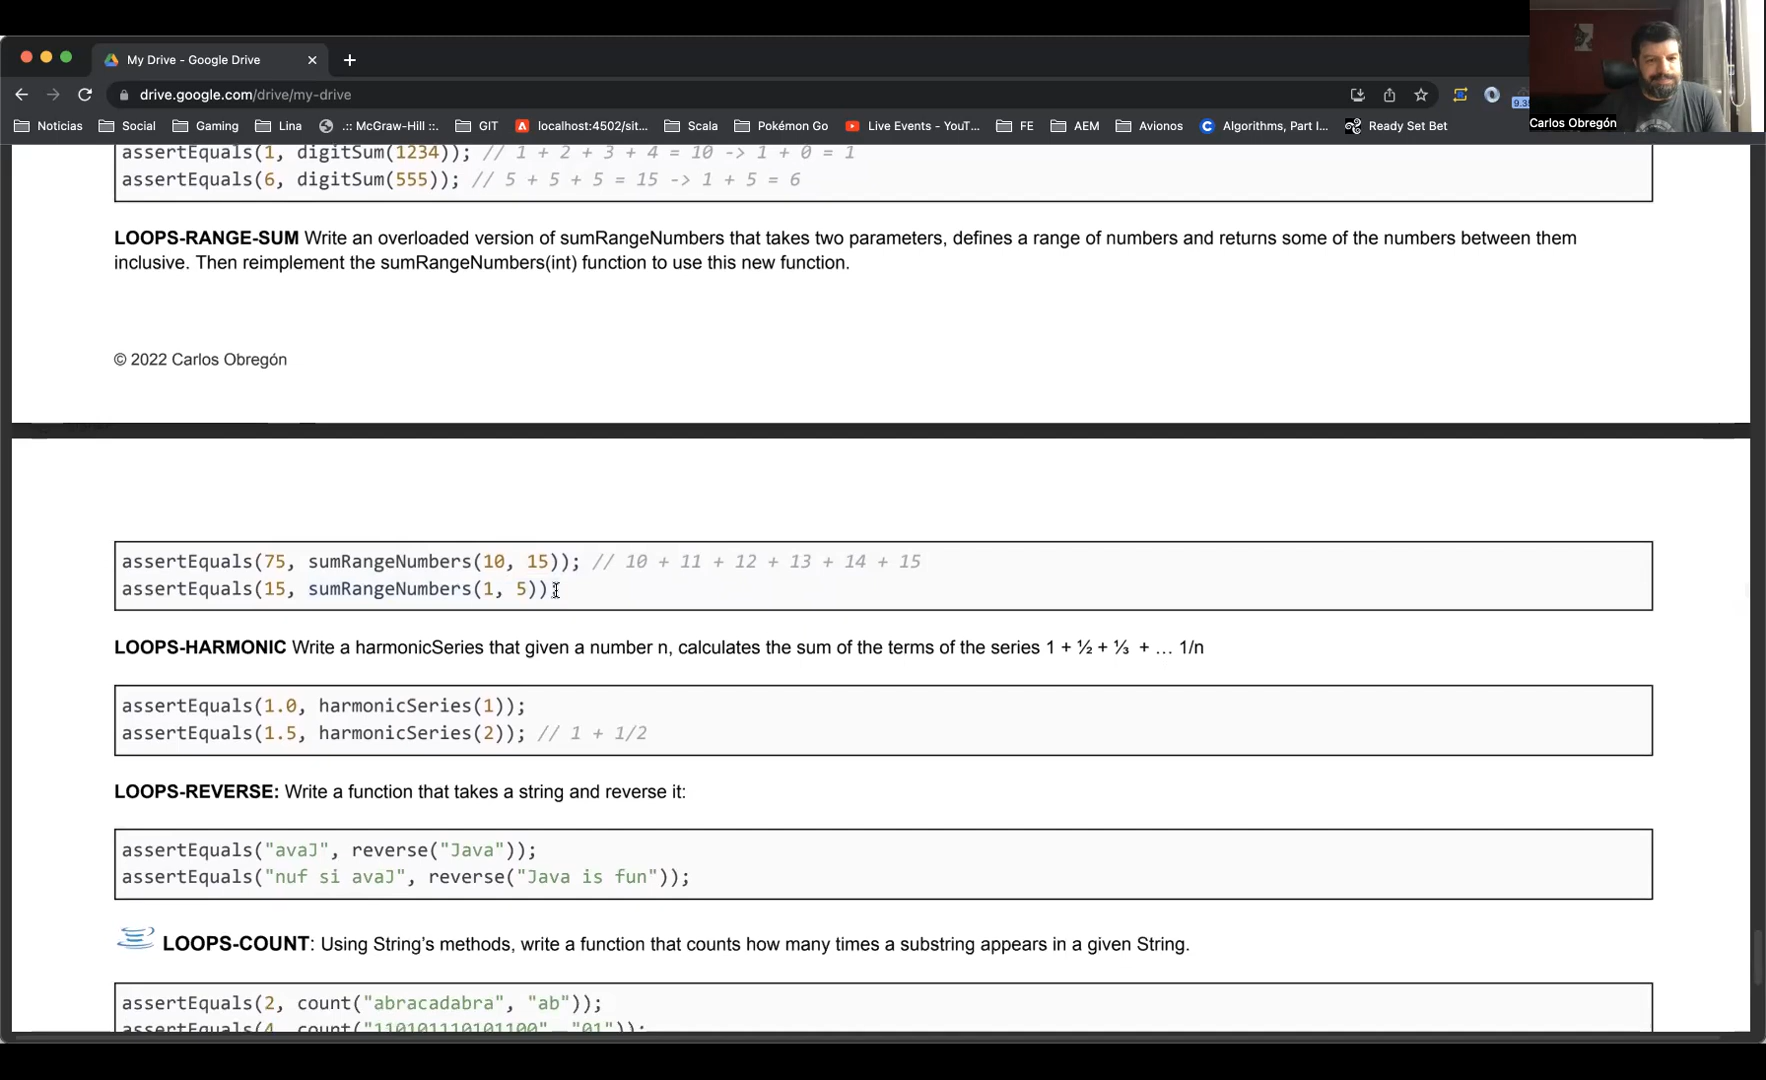 My Drive - Google Drive
drive.google.com/drive/my-drive
Noticias Social Gaming Lina .:: McGraw-Hill ::. GIT localhost:4502/sit... Scala Pokémon Go Live Events - YouT... FE AEM Avionos Algorithms, Part I... Ready Set Bet
Carlos Obregón
assertEquals(1, digitSum(1234)); // 1 + 2 + 3 + 4 = 10 -> 1 + 0 = 1
assertEquals(6, digitSum(555)); // 5 + 5 + 5 = 15 -> 1 + 5 = 6
LOOPS-RANGE-SUM Write an overloaded version of sumRangeNumbers that takes two parameters, defines a range of numbers and returns some of the numbers between them
inclusive. Then reimplement the sumRangeNumbers(int) function to use this new function.
© 2022 Carlos Obregón
assertEquals(75, sumRangeNumbers(10, 15)); // 10 + 11 + 12 + 13 + 14 + 15
assertEquals(15, sumRangeNumbers(1, 5));
LOOPS-HARMONIC Write a harmonicSeries that given a number n, calculates the sum of the terms of the series 1 + ½ + ⅓ + … 1/n
assertEquals(1.0, harmonicSeries(1));
assertEquals(1.5, harmonicSeries(2)); // 1 + 1/2
LOOPS-REVERSE: Write a function that takes a string and reverse it:
assertEquals("avaJ", reverse("Java"));
assertEquals("nuf si avaJ", reverse("Java is fun"));
LOOPS-COUNT: Using String's methods, write a function that counts how many times a substring appears in a given String.
assertEquals(2, count("abracadabra", "ab"));
assertEquals(4, count("110101110101100", "01"));